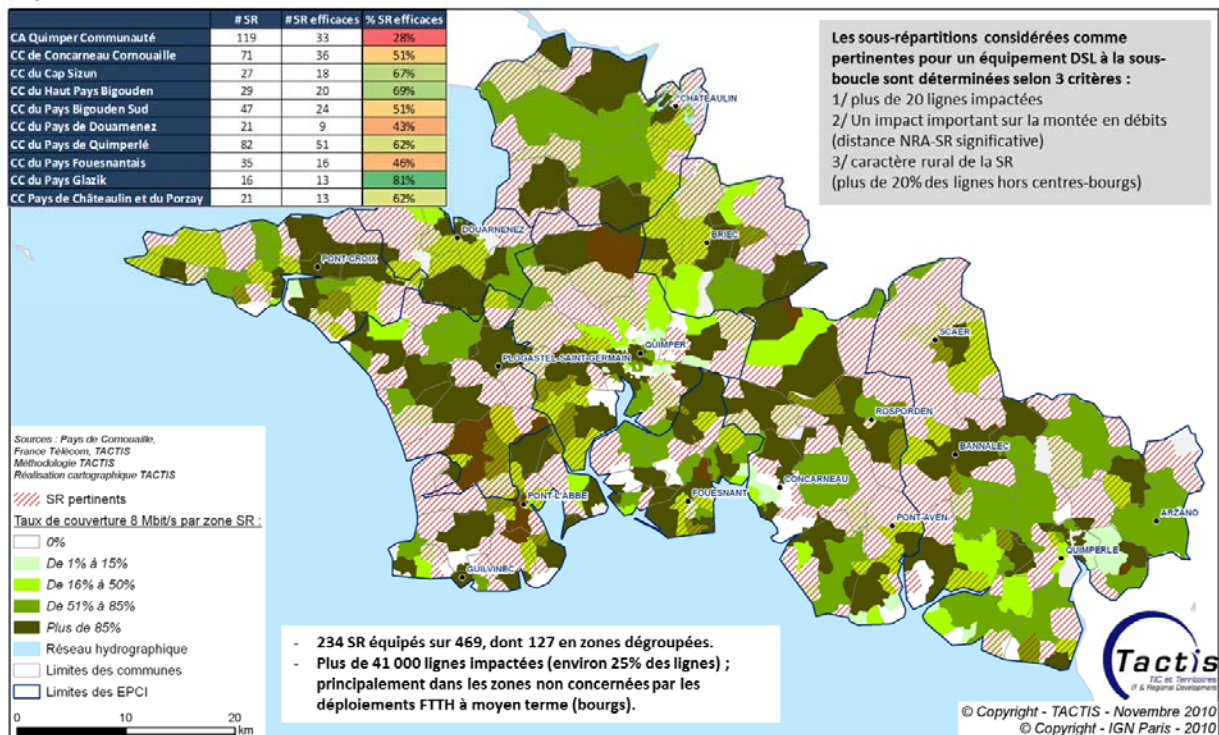 # SR # SR efficaces % SR efficaces
CA Quimper Communauté 119 33 28%
CC de Concarneau Cornouaille 71 36 51%
CC du Cap Sizun 27 18 67%
CC du Haut Pays Bigouden 29 20 69%
CC du Pays Bigouden Sud 47 24 51%
CC du Pays de Douarnenez 21 9 43%
CC du Pays de Quimperlé 82 51 62%
CC du Pays Fouesnantais 35 16 46%
CC du Pays Glazik 16 13 81%
CC Pays de Châteaulin et du Porzay 21 13 62%
Les sous-répartitions considérées comme
pertinentes pour un équipement DSL à la sous-
boucle sont déterminées selon 3 critères :
1/ plus de 20 lignes impactées
2/ Un impact important sur la montée en débits
(distance NRA-SR significative)
3/ caractère rural de la SR
(plus de 20% des lignes hors centres-bourgs)
CHATEAULIN
DOUARNENEZ
BRIEC
PONT-CROIX
SCAER
QUIMPER
PLOGASTEL-SAINT-GERMAIN
ROSPORDEN
BANNALEC
CONCARNEAU
FOUESNANT
PONT-L'ABBE
PONT-AVEN
ARZANO
QUIMPERLE
GUILVINEC
Sources : Pays de Cornouaille,
France Télécom, TACTIS
Méthodologie TACTIS
Réalisation cartographique TACTIS
SR pertinents
Taux de couverture 8 Mbit/s par zone SR :
0%
De 1% à 15%
De 16% à 50%
De 51% à 85%
Plus de 85%
Réseau hydrographique
Limites des communes
Limites des EPCI
0 10 20
km
- 234 SR équipés sur 469, dont 127 en zones dégroupées.
- Plus de 41 000 lignes impactées (environ 25% des lignes) ;
principalement dans les zones non concernées par les
déploiements FTTH à moyen terme (bourgs).
Tactis
TIC et Territoires
IT & Regional Development
© Copyright - TACTIS - Novembre 2010
© Copyright - IGN Paris - 2010